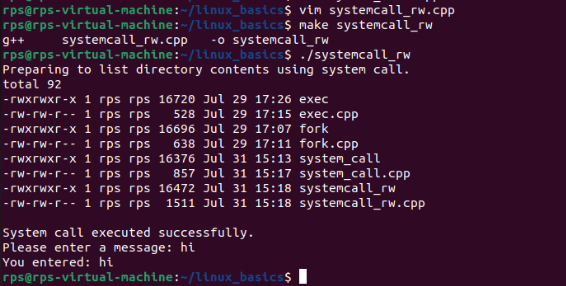 rps@rps-virtual-machine:~/linux_basics$ vim systemcall_rw.cpp
rps@rps-virtual-machine:~/linux_basics$ make systemcall_rw
g++     systemcall_rw.cpp   -o systemcall_rw
rps@rps-virtual-machine:~/linux_basics$ ./systemcall_rw
Preparing to list directory contents using system call.
total 92
-rwxrwxr-x 1 rps rps 16720 Jul 29 17:26 exec
-rw-rw-r-- 1 rps rps   528 Jul 29 17:15 exec.cpp
-rwxrwxr-x 1 rps rps 16696 Jul 29 17:07 fork
-rw-rw-r-- 1 rps rps   638 Jul 29 17:11 fork.cpp
-rwxrwxr-x 1 rps rps 16376 Jul 31 15:13 system_call
-rw-rw-r-- 1 rps rps   857 Jul 31 15:17 system_call.cpp
-rwxrwxr-x 1 rps rps 16472 Jul 31 15:18 systemcall_rw
-rw-rw-r-- 1 rps rps  1511 Jul 31 15:18 systemcall_rw.cpp
System call executed successfully.
Please enter a message: hi
You entered: hi
rps@rps-virtual-machine:~/linux_basics$